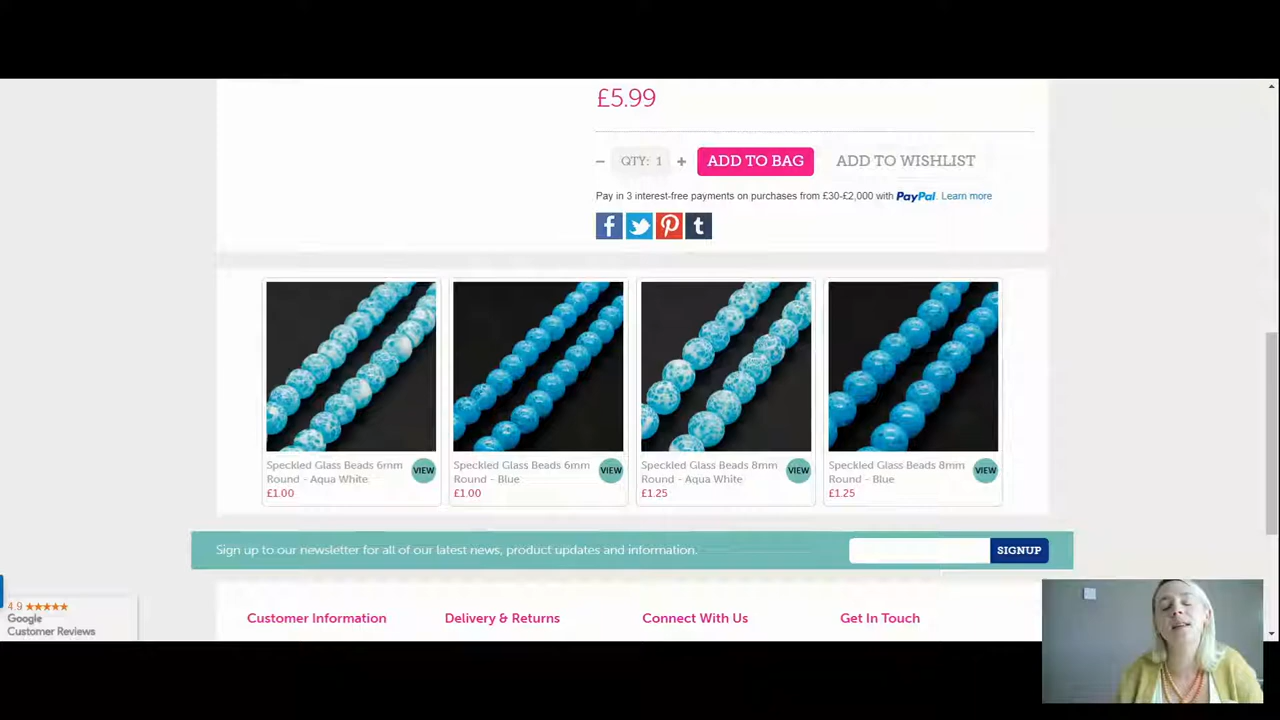 £5.99
− QTY: 1 + ADD TO BAG ADD TO WISHLIST
Pay in 3 interest-free payments on purchases from £30-£2,000 with PayPal. Learn more
Speckled Glass Beads 6mm
Round - Aqua White
£1.00
VIEW
Speckled Glass Beads 6mm
Round - Blue
£1.00
VIEW
Speckled Glass Beads 8mm
Round - Aqua White
£1.25
VIEW
Speckled Glass Beads 8mm
Round - Blue
£1.25
VIEW
Sign up to our newsletter for all of our latest news, product updates and information.
SIGNUP
4.9
Google
Customer Reviews
Customer Information
Delivery & Returns
Connect With Us
Get In Touch